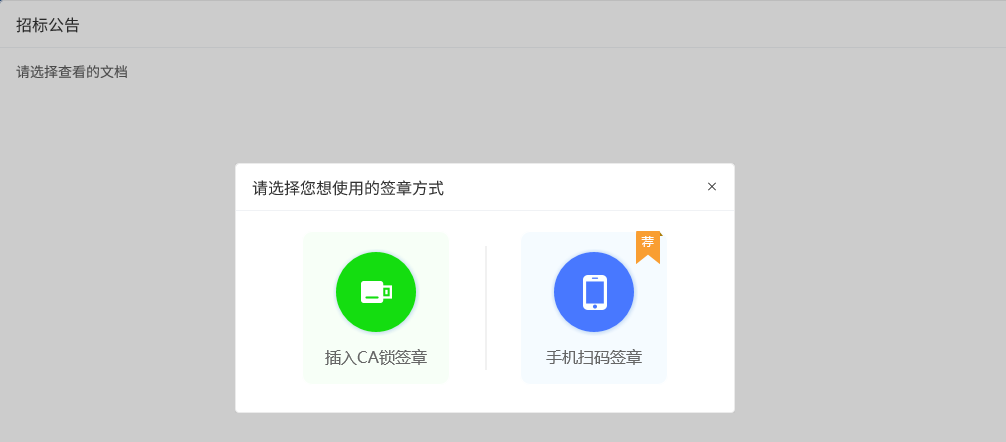 招标公告
请选择查看的文档
请选择您想使用的签章方式
荐
插入CA锁签章
手机扫码签章